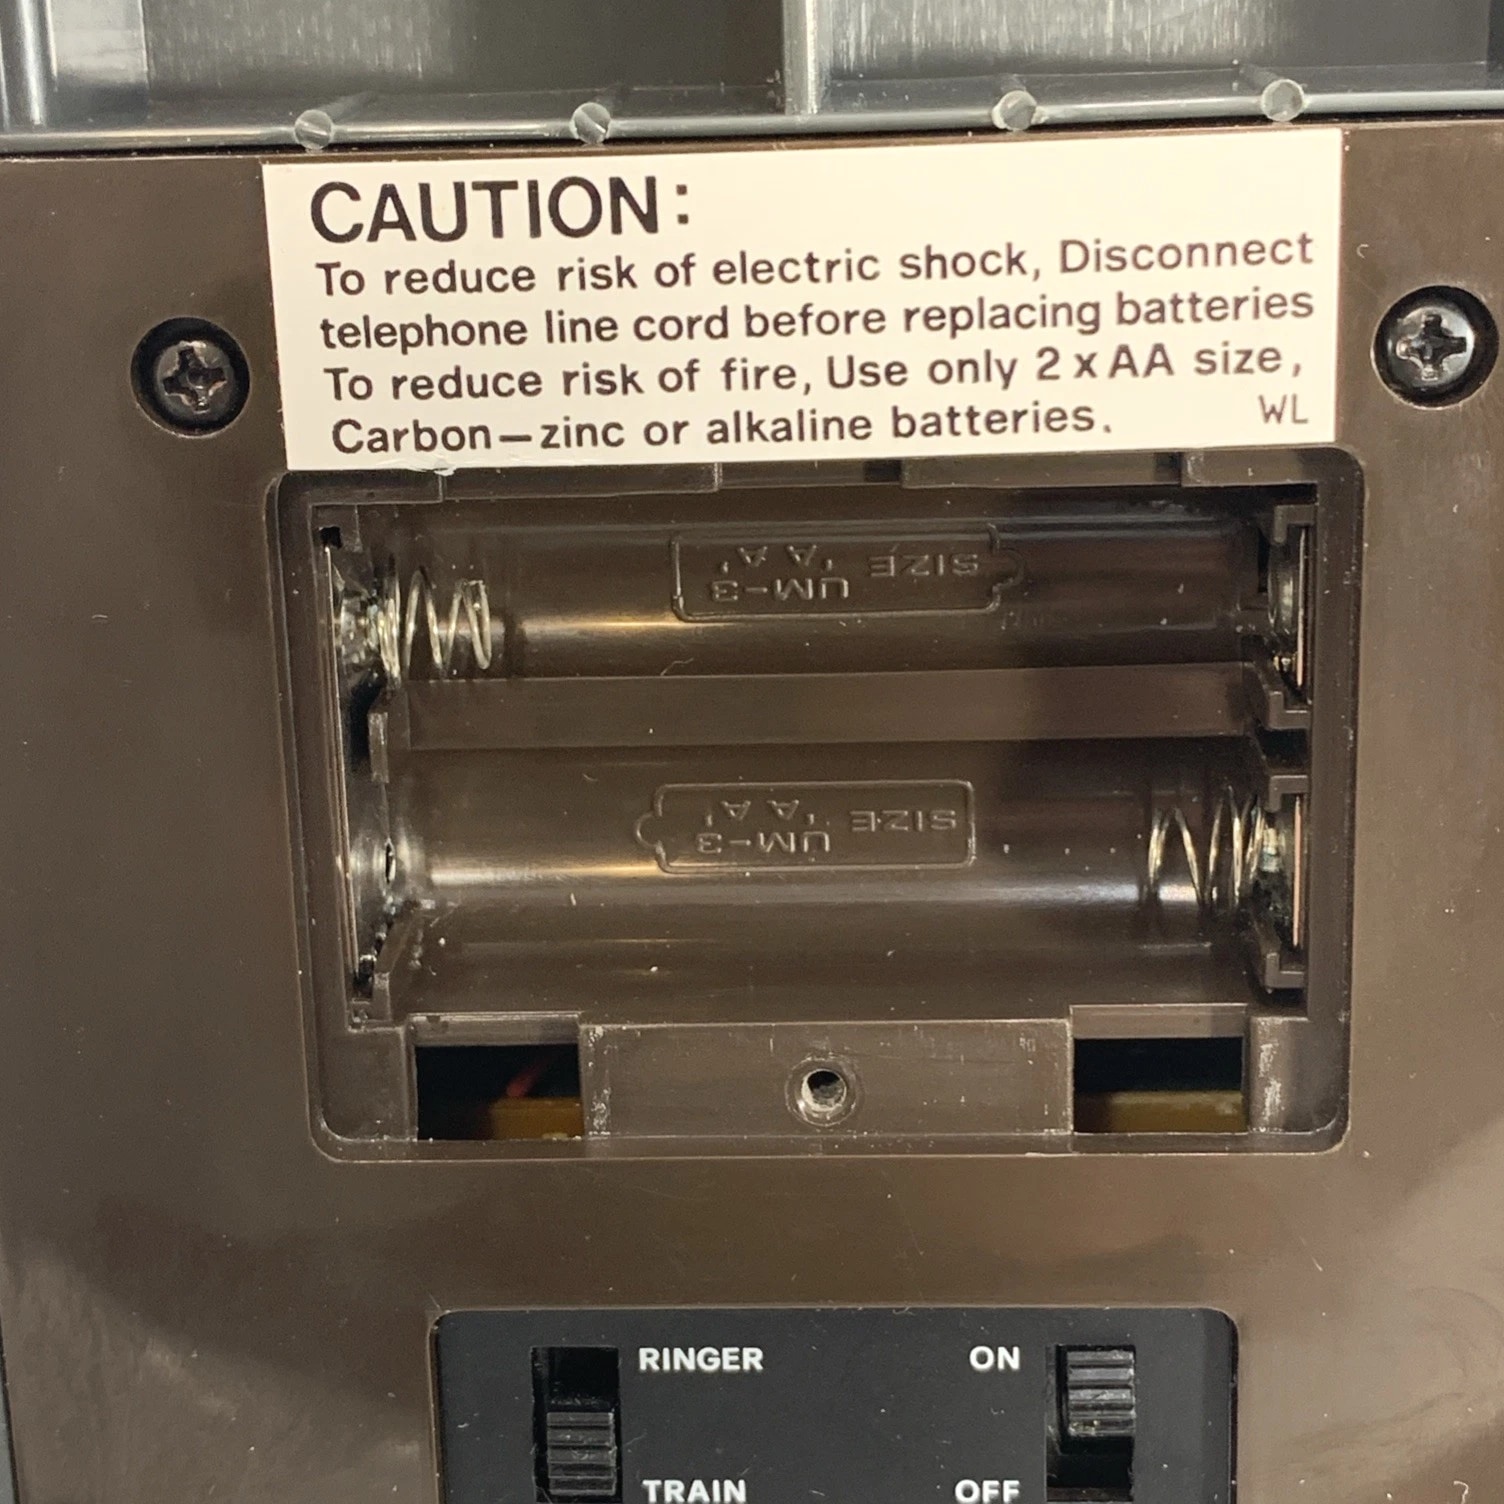 CAUTION:
To reduce risk of electric shock, Disconnect
telephone line cord before replacing batteries
To reduce risk of fire, Use only 2 x AA size,
Carbon—zinc or alkaline batteries. WL
SIZE 'AA'
UM-3
SIZE 'AA'
UM-3
RINGER ON
TRAIN OFF